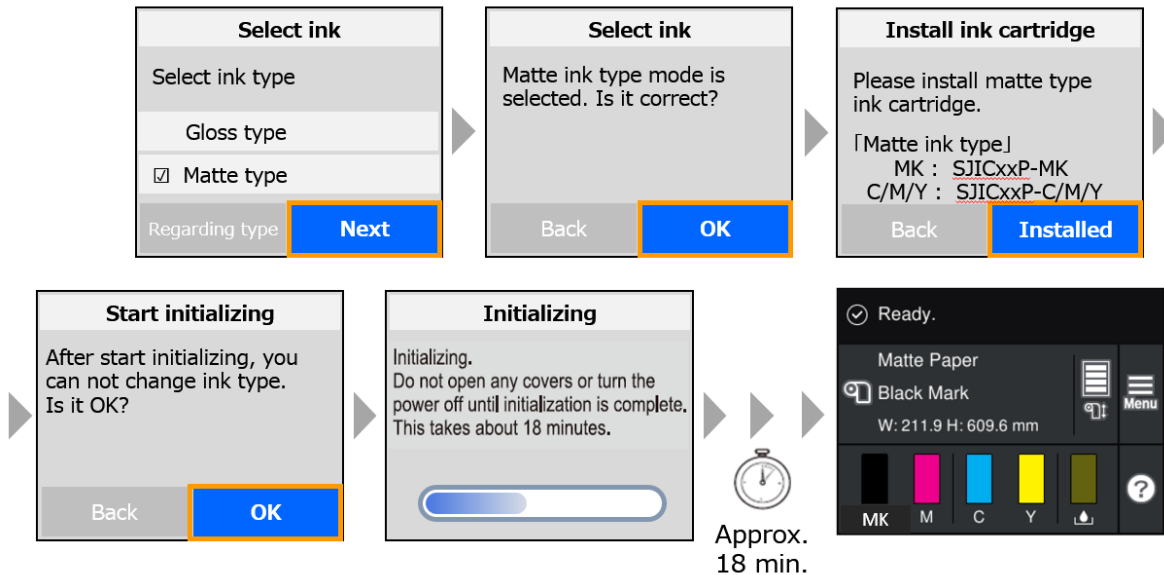 Select ink
Select ink type
Gloss type
☑ Matte type
Regarding type
Next
Select ink
Matte ink type mode is
selected. Is it correct?
Back
OK
Install ink cartridge
Please install matte type
ink cartridge.
｢Matte ink type｣
MK : SJICxxP-MK
C/M/Y : SJICxxP-C/M/Y
Back
Installed
Start initializing
After start initializing, you
can not change ink type.
Is it OK?
Back
OK
Initializing
Initializing.
Do not open any covers or turn the
power off until initialization is complete.
This takes about 18 minutes.
Approx.
18 min.
Ready.
Matte Paper
Black Mark
W: 211.9 H: 609.6 mm
Menu
MK M C Y
?